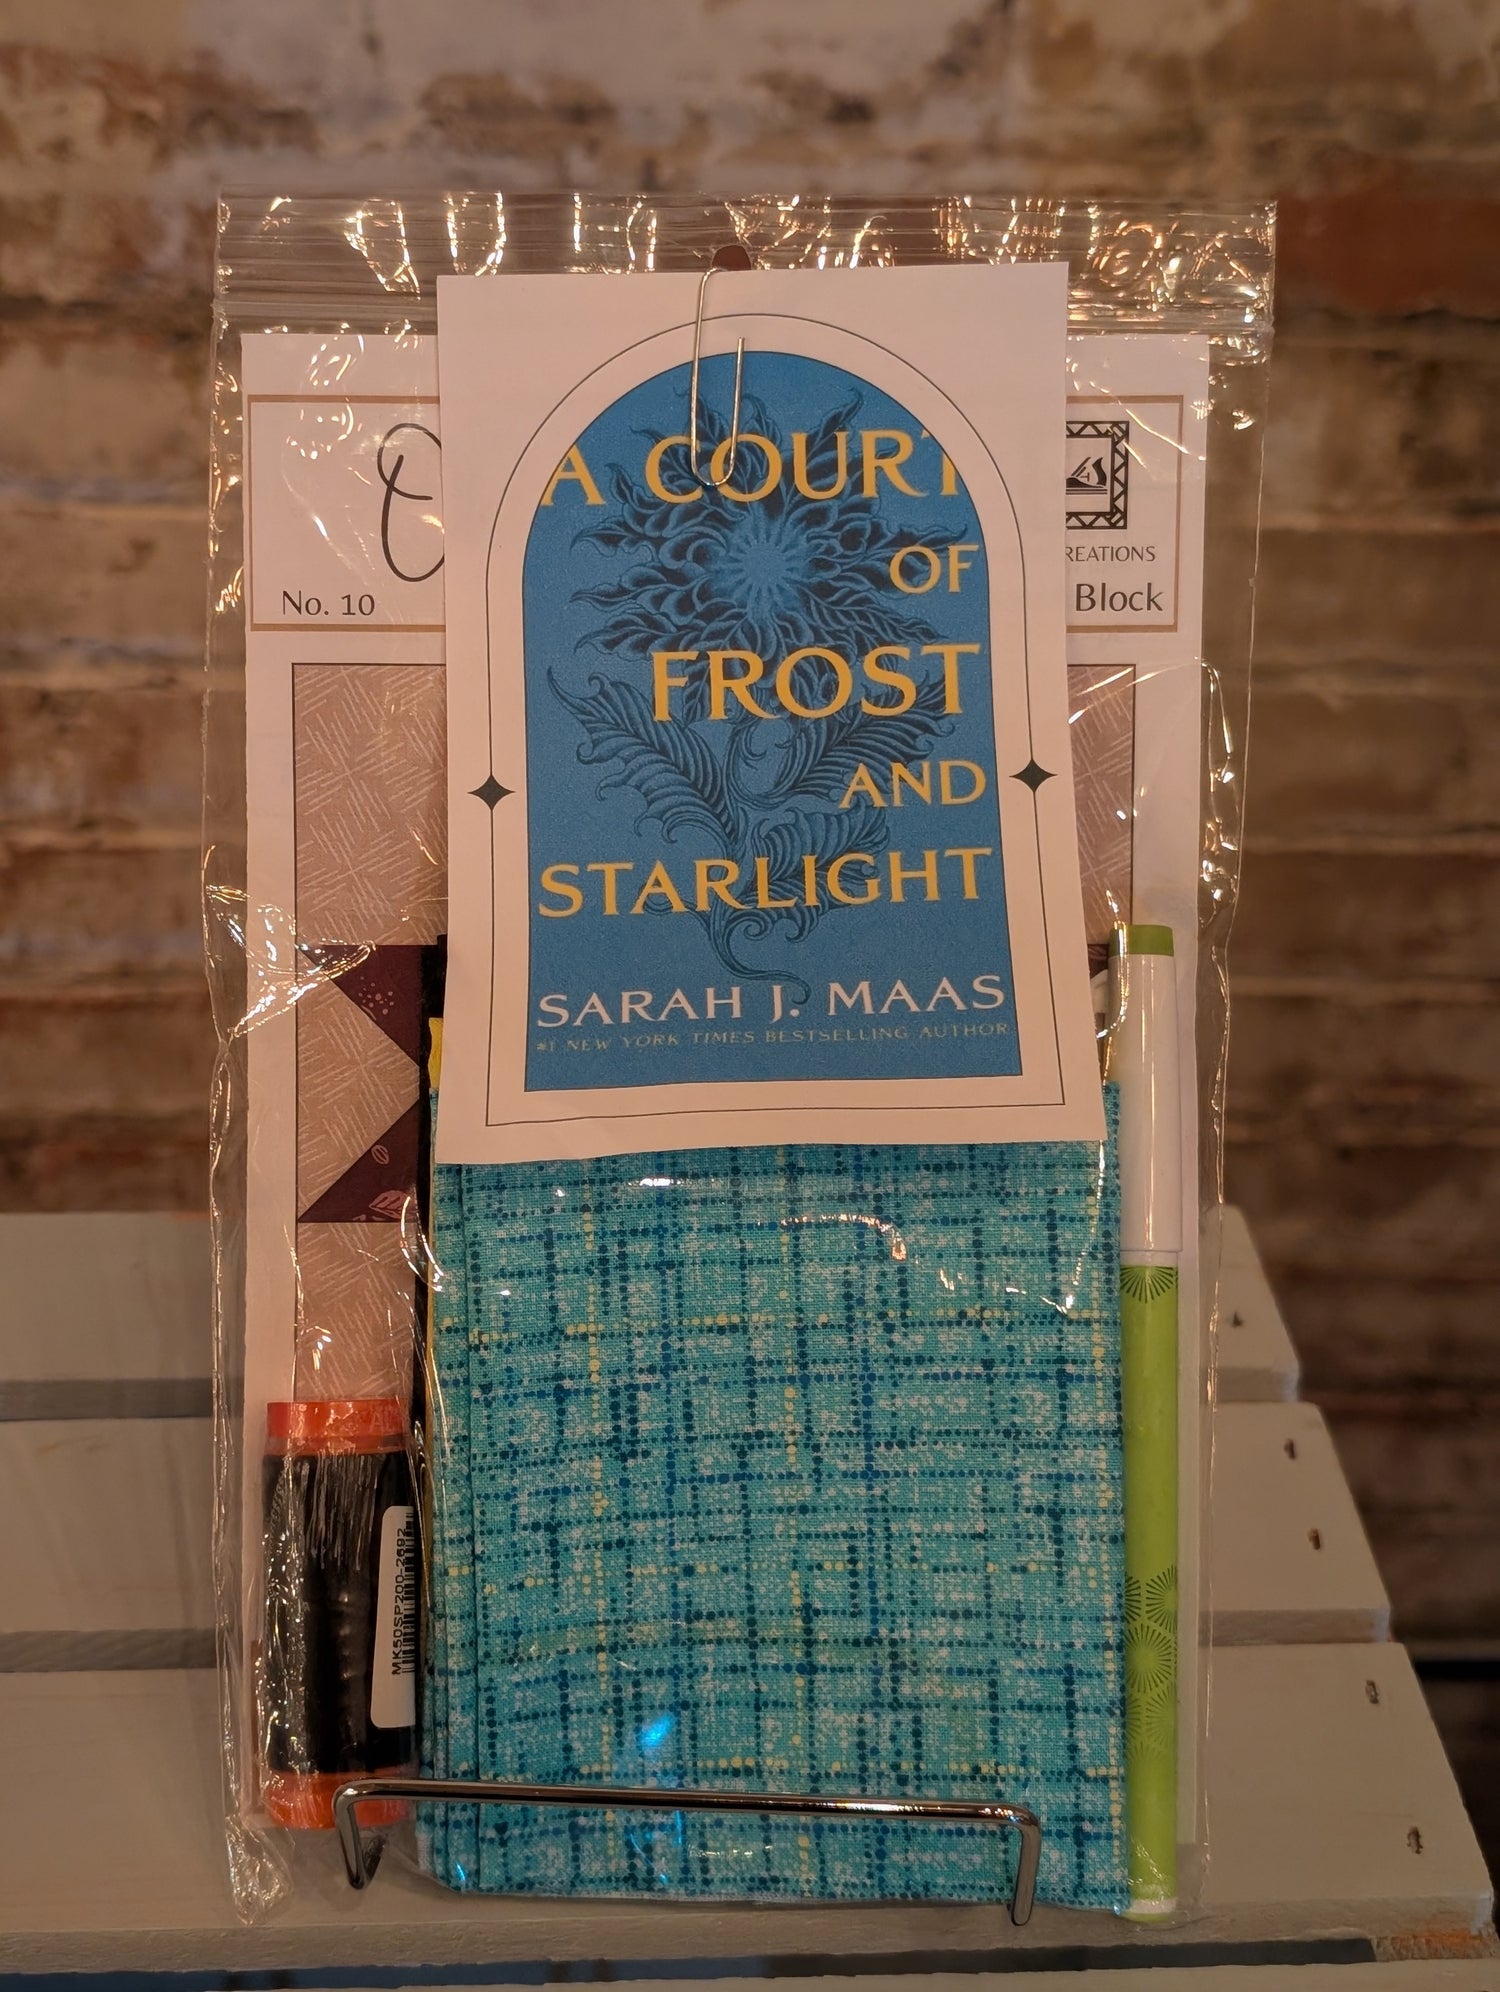 A COURT
OF
FROST
AND
STARLIGHT
SARAH J. MAAS
#1 NEW YORK TIMES BESTSELLING AUTHOR
No. 10
REATIONS
Block
MK50SP200-2692